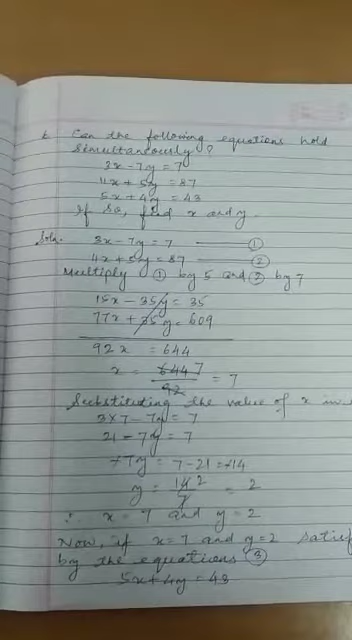 6. Can the following equations hold
simultaneously?
3x - 7y = 7
11x + 5y = 87
5x + 4y = 43
If so, find x and y.
Soln. 3x - 7y = 7 ——— ①
11x + 5y = 87 ——— ②
Multiply ① by 5 and ② by 7
15x - 35y = 35
77x + 35y = 609
92x = 644
x = 644 7 / 92 = 7
Substituting the value of x in
3×7 - 7y = 7
21 - 7y = 7
+7y = 7 - 21 = -14
y = 14 2 / 7 = 2
∴ x = 7 and y = 2
Now, if x = 7 and y = 2 satisf
by the equations ③
5x + 4y = 43